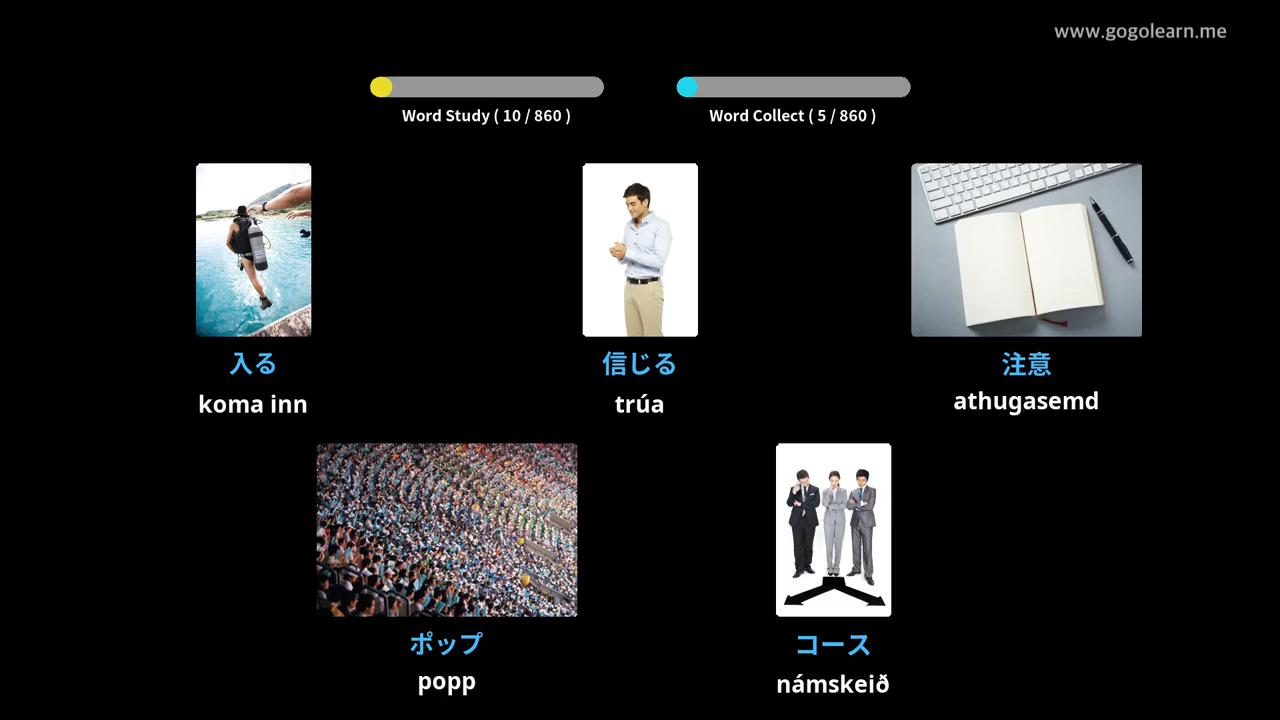 www.gogolearn.me
Word Study ( 10 / 860 )
Word Collect ( 5 / 860 )
入る
koma inn
信じる
trúa
注意
athugasemd
ポップ
popp
コース
námskeið